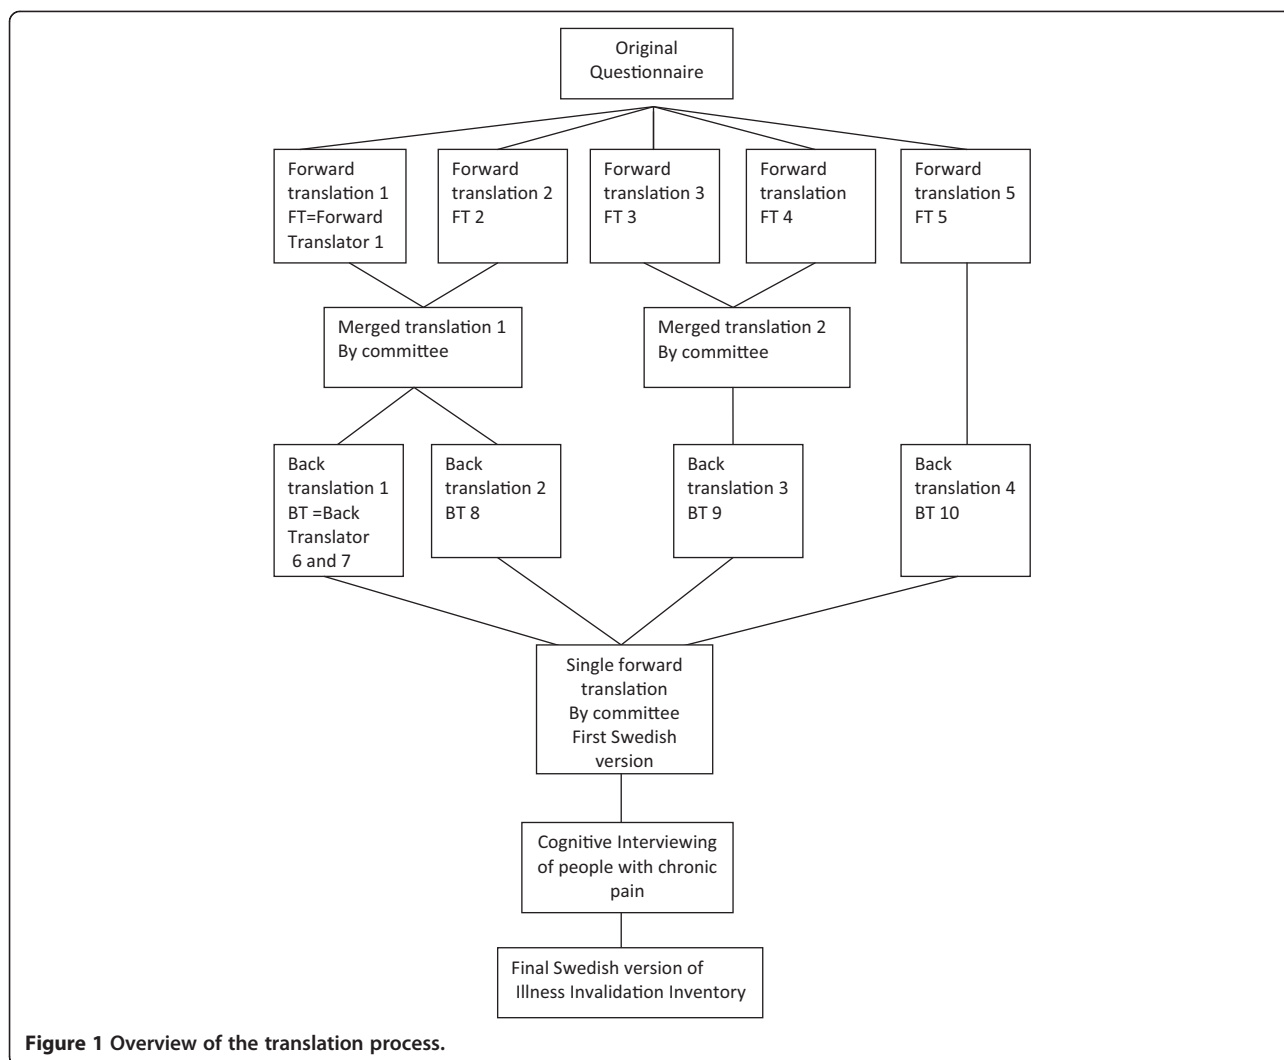 Original
Questionnaire
Forward
translation 1
FT=Forward
Translator 1
Forward
translation 2
FT 2
Forward
translation 3
FT 3
Forward
translation
FT 4
Forward
translation 5
FT 5
Merged translation 1
By committee
Merged translation 2
By committee
Back
translation 1
BT =Back
Translator
6 and 7
Back
translation 2
BT 8
Back
translation 3
BT 9
Back
translation 4
BT 10
Single forward
translation
By committee
First Swedish
version
Cognitive Interviewing
of people with chronic
pain
Final Swedish version of
Illness Invalidation Inventory
Figure 1 Overview of the translation process.